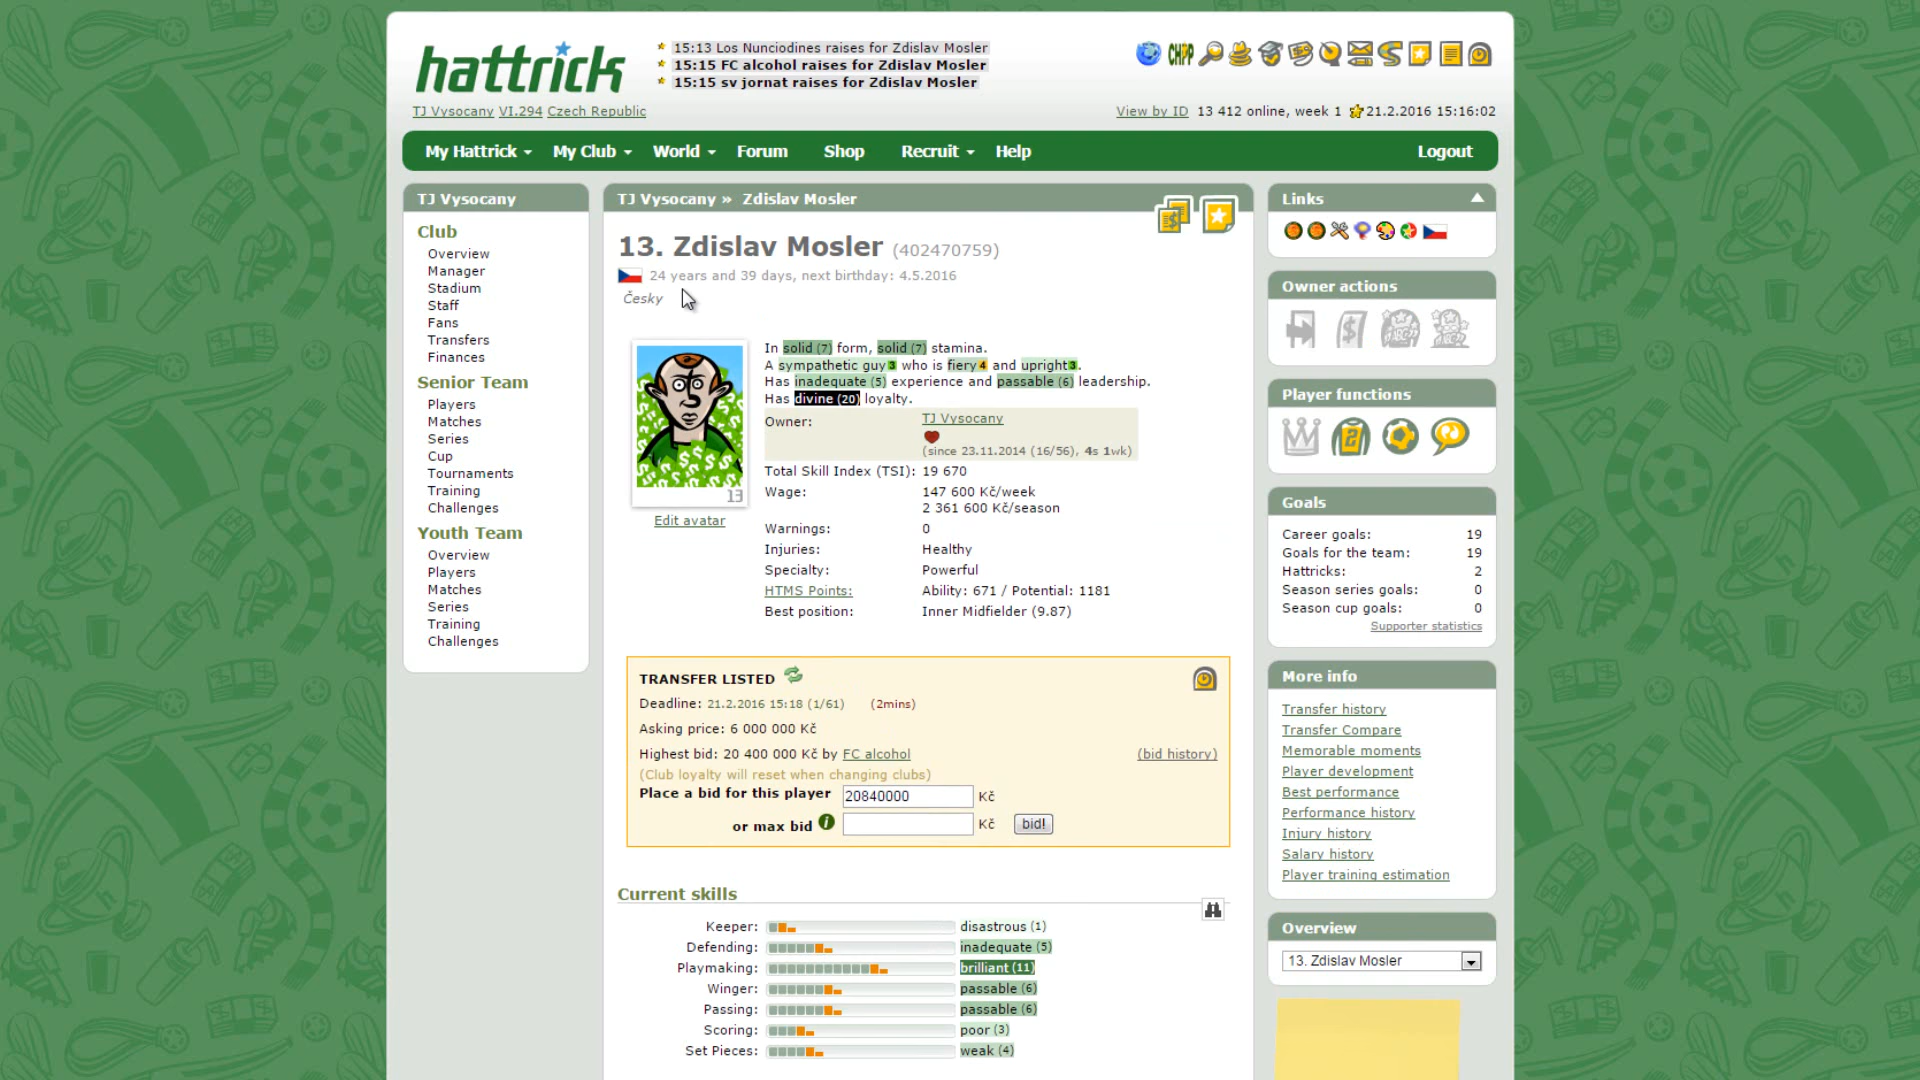 hattrick
15:13 Los Nunciodines raises for Zdislav Mosler
15:15 FC alcohol raises for Zdislav Mosler
15:15 sv jornat raises for Zdislav Mosler
CHPP
TJ Vysocany VI.294 Czech Republic
View by ID 13 412 online, week 1 21.2.2016 15:16:02
My Hattrick My Club World Forum Shop Recruit Help Logout
TJ Vysocany
Club
Overview
Manager
Stadium
Staff
Fans
Transfers
Finances
Senior Team
Players
Matches
Series
Cup
Tournaments
Training
Challenges
Youth Team
Overview
Players
Matches
Series
Training
Challenges
TJ Vysocany » Zdislav Mosler
13. Zdislav Mosler (402470759)
24 years and 39 days, next birthday: 4.5.2016
Česky
13
Edit avatar
In solid (7) form, solid (7) stamina.
A sympathetic guy 3 who is fiery 4 and upright 3.
Has inadequate (5) experience and passable (6) leadership.
Has divine (20) loyalty.
Owner: TJ Vysocany
(since 23.11.2014 (16/56), 4s 1wk)
Total Skill Index (TSI): 19 670
Wage: 147 600 Kč/week
2 361 600 Kč/season
Warnings: 0
Injuries: Healthy
Specialty: Powerful
HTMS Points: Ability: 671 / Potential: 1181
Best position: Inner Midfielder (9.87)
TRANSFER LISTED
Deadline: 21.2.2016 15:18 (1/61) (2mins)
Asking price: 6 000 000 Kč
Highest bid: 20 400 000 Kč by FC alcohol (bid history)
(Club loyalty will reset when changing clubs)
Place a bid for this player 20840000 Kč
or max bid Kč bid!
Current skills
Keeper: disastrous (1)
Defending: inadequate (5)
Playmaking: brilliant (11)
Winger: passable (6)
Passing: passable (6)
Scoring: poor (3)
Set Pieces: weak (4)
Links
Owner actions
Player functions
2
Goals
Career goals: 19
Goals for the team: 19
Hattricks: 2
Season series goals: 0
Season cup goals: 0
Supporter statistics
More info
Transfer history
Transfer Compare
Memorable moments
Player development
Best performance
Performance history
Injury history
Salary history
Player training estimation
Overview
13. Zdislav Mosler